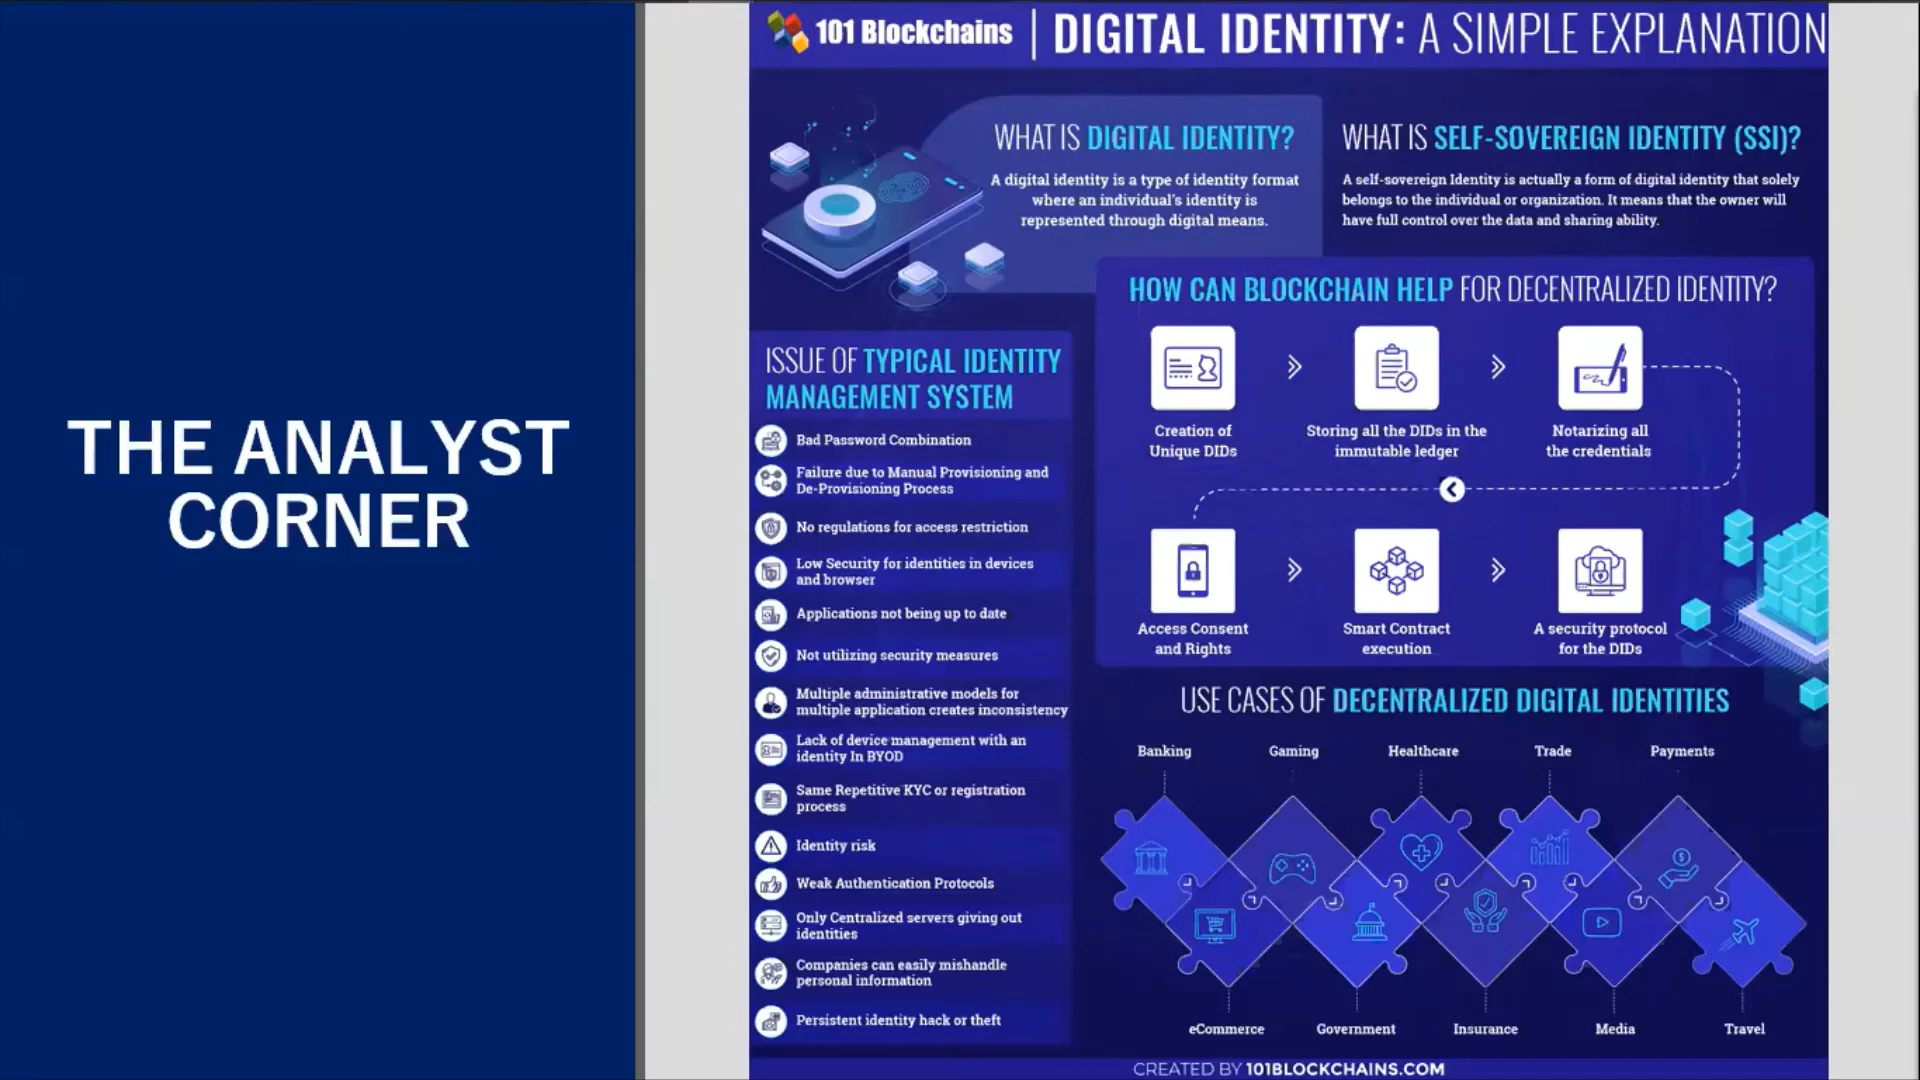 THE ANALYST
CORNER
101 Blockchains
DIGITAL IDENTITY: A SIMPLE EXPLANATION
WHAT IS DIGITAL IDENTITY?
A digital identity is a type of identity format
where an individual's identity is
represented through digital means.
WHAT IS SELF-SOVEREIGN IDENTITY (SSI)?
A self-sovereign Identity is actually a form of digital identity that solely
belongs to the individual or organization. It means that the owner will
have full control over the data and sharing ability.
ISSUE OF TYPICAL IDENTITY
MANAGEMENT SYSTEM
Bad Password Combination
Failure due to Manual Provisioning and
De-Provisioning Process
No regulations for access restriction
Low Security for identities in devices
and browser
Applications not being up to date
Not utilizing security measures
Multiple administrative models for
multiple application creates inconsistency
Lack of device management with an
identity In BYOD
Same Repetitive KYC or registration
process
Identity risk
Weak Authentication Protocols
Only Centralized servers giving out
identities
Companies can easily mishandle
personal information
Persistent identity hack or theft
HOW CAN BLOCKCHAIN HELP FOR DECENTRALIZED IDENTITY?
Creation of
Unique DIDs
Storing all the DIDs in the
immutable ledger
Notarizing all
the credentials
Access Consent
and Rights
Smart Contract
execution
A security protocol
for the DIDs
USE CASES OF DECENTRALIZED DIGITAL IDENTITIES
Banking
Gaming
Healthcare
Trade
Payments
eCommerce
Government
Insurance
Media
Travel
CREATED BY 101BLOCKCHAINS.COM